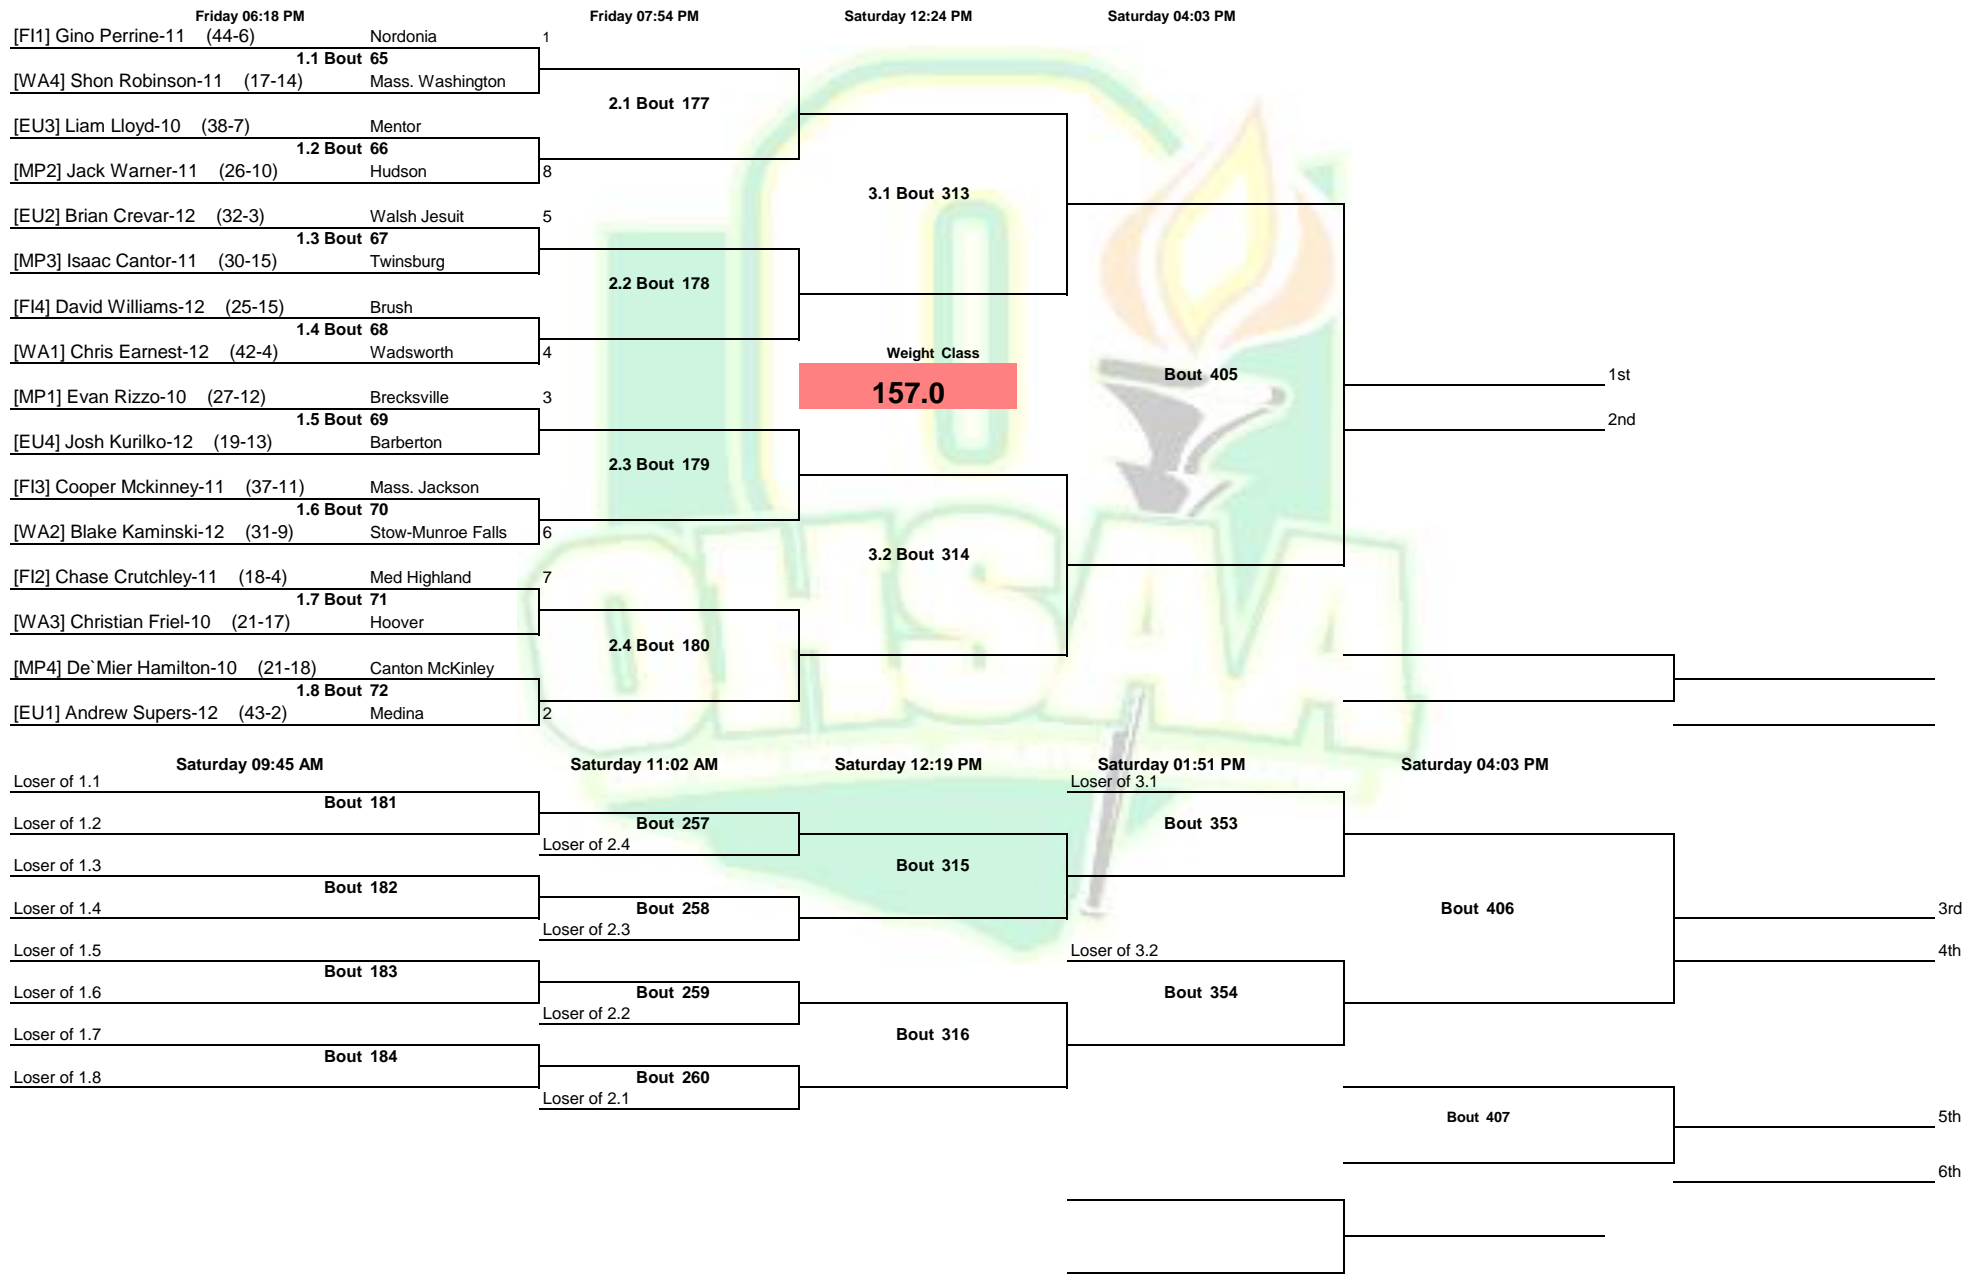 Friday 06:18 PM Friday 07:54 PM Saturday 12:24 PM Saturday 04:03 PM
[FI1] Gino Perrine-11 (44-6) Nordonia 1
1.1 Bout 65
[WA4] Shon Robinson-11 (17-14) Mass. Washington
2.1 Bout 177
[EU3] Liam Lloyd-10 (38-7) Mentor
1.2 Bout 66
[MP2] Jack Warner-11 (26-10) Hudson 8
3.1 Bout 313
[EU2] Brian Crevar-12 (32-3) Walsh Jesuit 5
1.3 Bout 67
[MP3] Isaac Cantor-11 (30-15) Twinsburg
2.2 Bout 178
[FI4] David Williams-12 (25-15) Brush
1.4 Bout 68
[WA1] Chris Earnest-12 (42-4) Wadsworth 4
Weight Class
157.0
Bout 405
1st
2nd
[MP1] Evan Rizzo-10 (27-12) Brecksville 3
1.5 Bout 69
[EU4] Josh Kurilko-12 (19-13) Barberton
2.3 Bout 179
[FI3] Cooper Mckinney-11 (37-11) Mass. Jackson
1.6 Bout 70
[WA2] Blake Kaminski-12 (31-9) Stow-Munroe Falls 6
3.2 Bout 314
[FI2] Chase Crutchley-11 (18-4) Med Highland 7
1.7 Bout 71
[WA3] Christian Friel-10 (21-17) Hoover
2.4 Bout 180
[MP4] De`Mier Hamilton-10 (21-18) Canton McKinley
1.8 Bout 72
[EU1] Andrew Supers-12 (43-2) Medina 2
OHSAA
Saturday 09:45 AM Saturday 11:02 AM Saturday 12:19 PM Saturday 01:51 PM Saturday 04:03 PM
Loser of 1.1 Loser of 3.1
Bout 181
Loser of 1.2 Bout 257 Bout 353
Loser of 2.4
Loser of 1.3 Bout 315
Bout 182
Loser of 1.4 Bout 258 Bout 406 3rd
Loser of 2.3
Loser of 1.5 Loser of 3.2 4th
Bout 183
Loser of 1.6 Bout 259 Bout 354
Loser of 2.2
Loser of 1.7 Bout 316
Bout 184
Loser of 1.8 Bout 260
Loser of 2.1
Bout 407 5th
6th